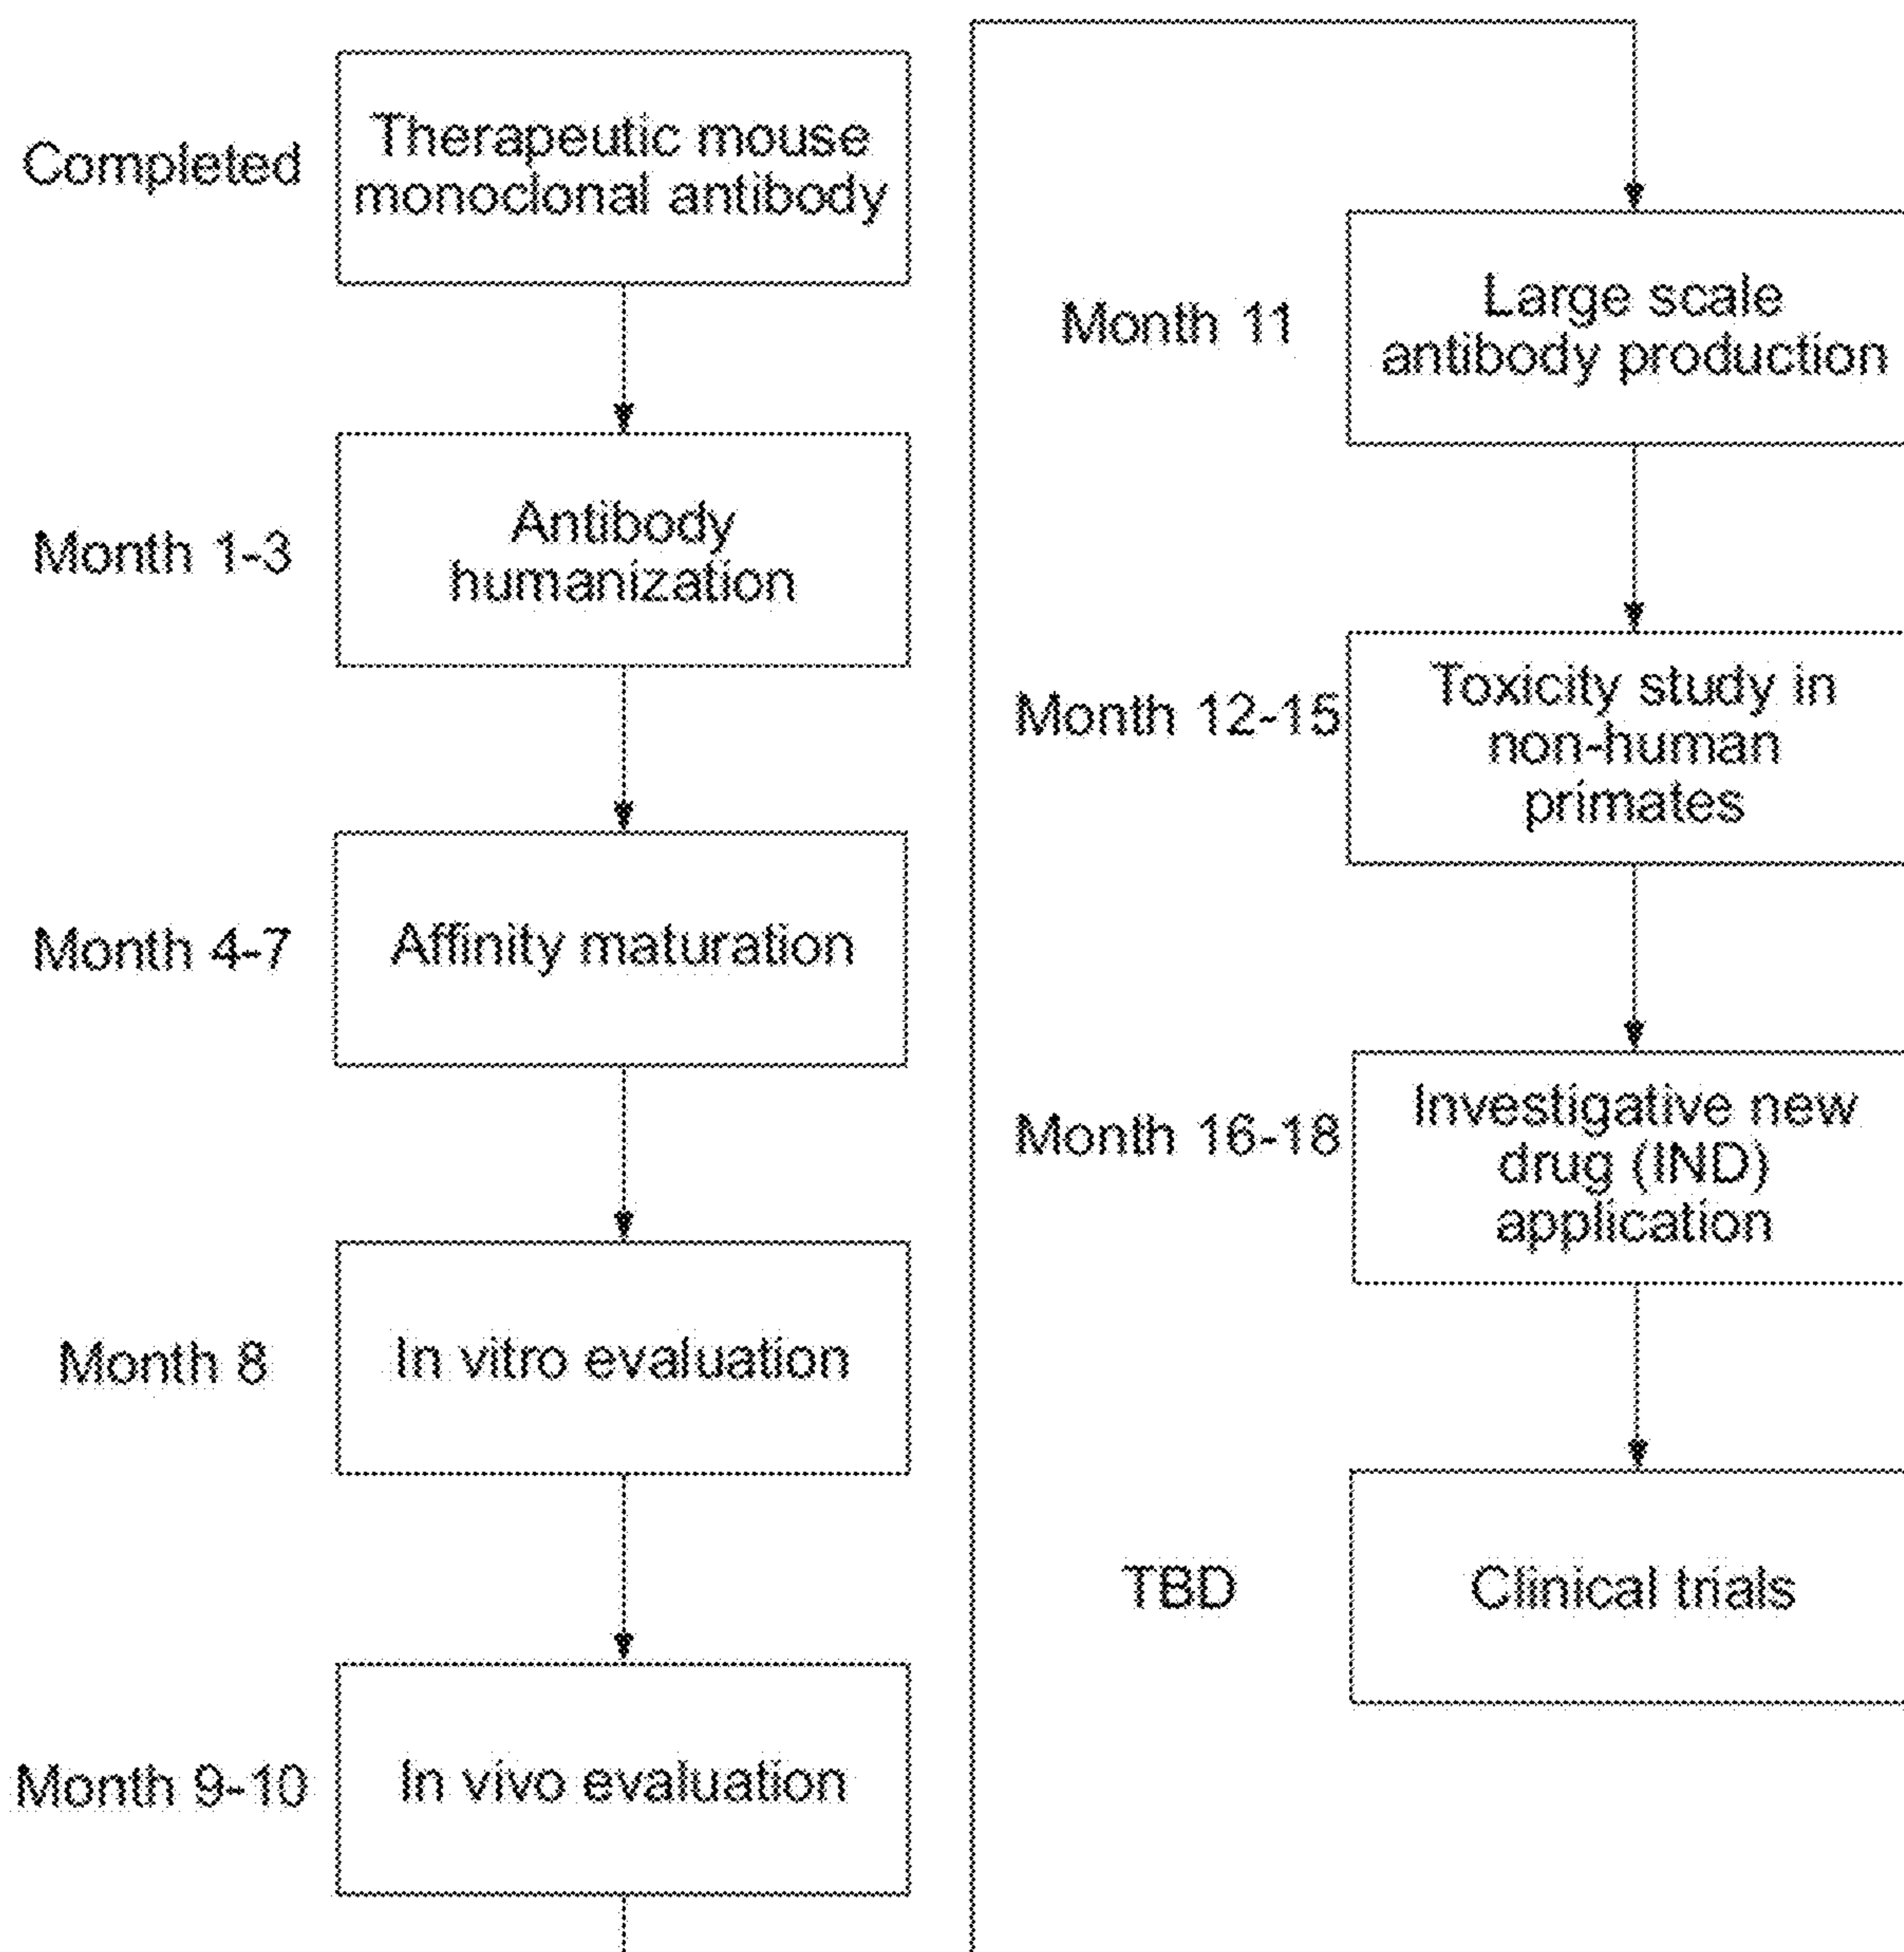 Completed
Therapeutic mouse
monoclonal antibody
Month 1-3
Antibody
humanization
Month 4-7
Affinity maturation
Month 8
In vitro evaluation
Month 9-10
In vivo evaluation
Month 11
Large scale
antibody production
Month 12-15
Toxicity study in
non-human
primates
Month 16-18
Investigative new
drug (IND)
application
TBD
Clinical trials